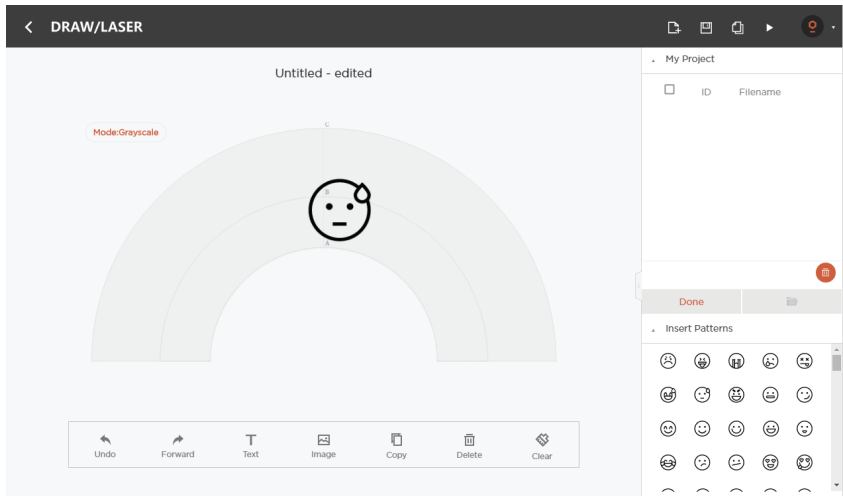 DRAW/LASER
Untitled - edited
Mode:Grayscale
C
B
A
Undo
Forward
Text
Image
Copy
Delete
Clear
My Project
ID Filename
Done
Insert Patterns